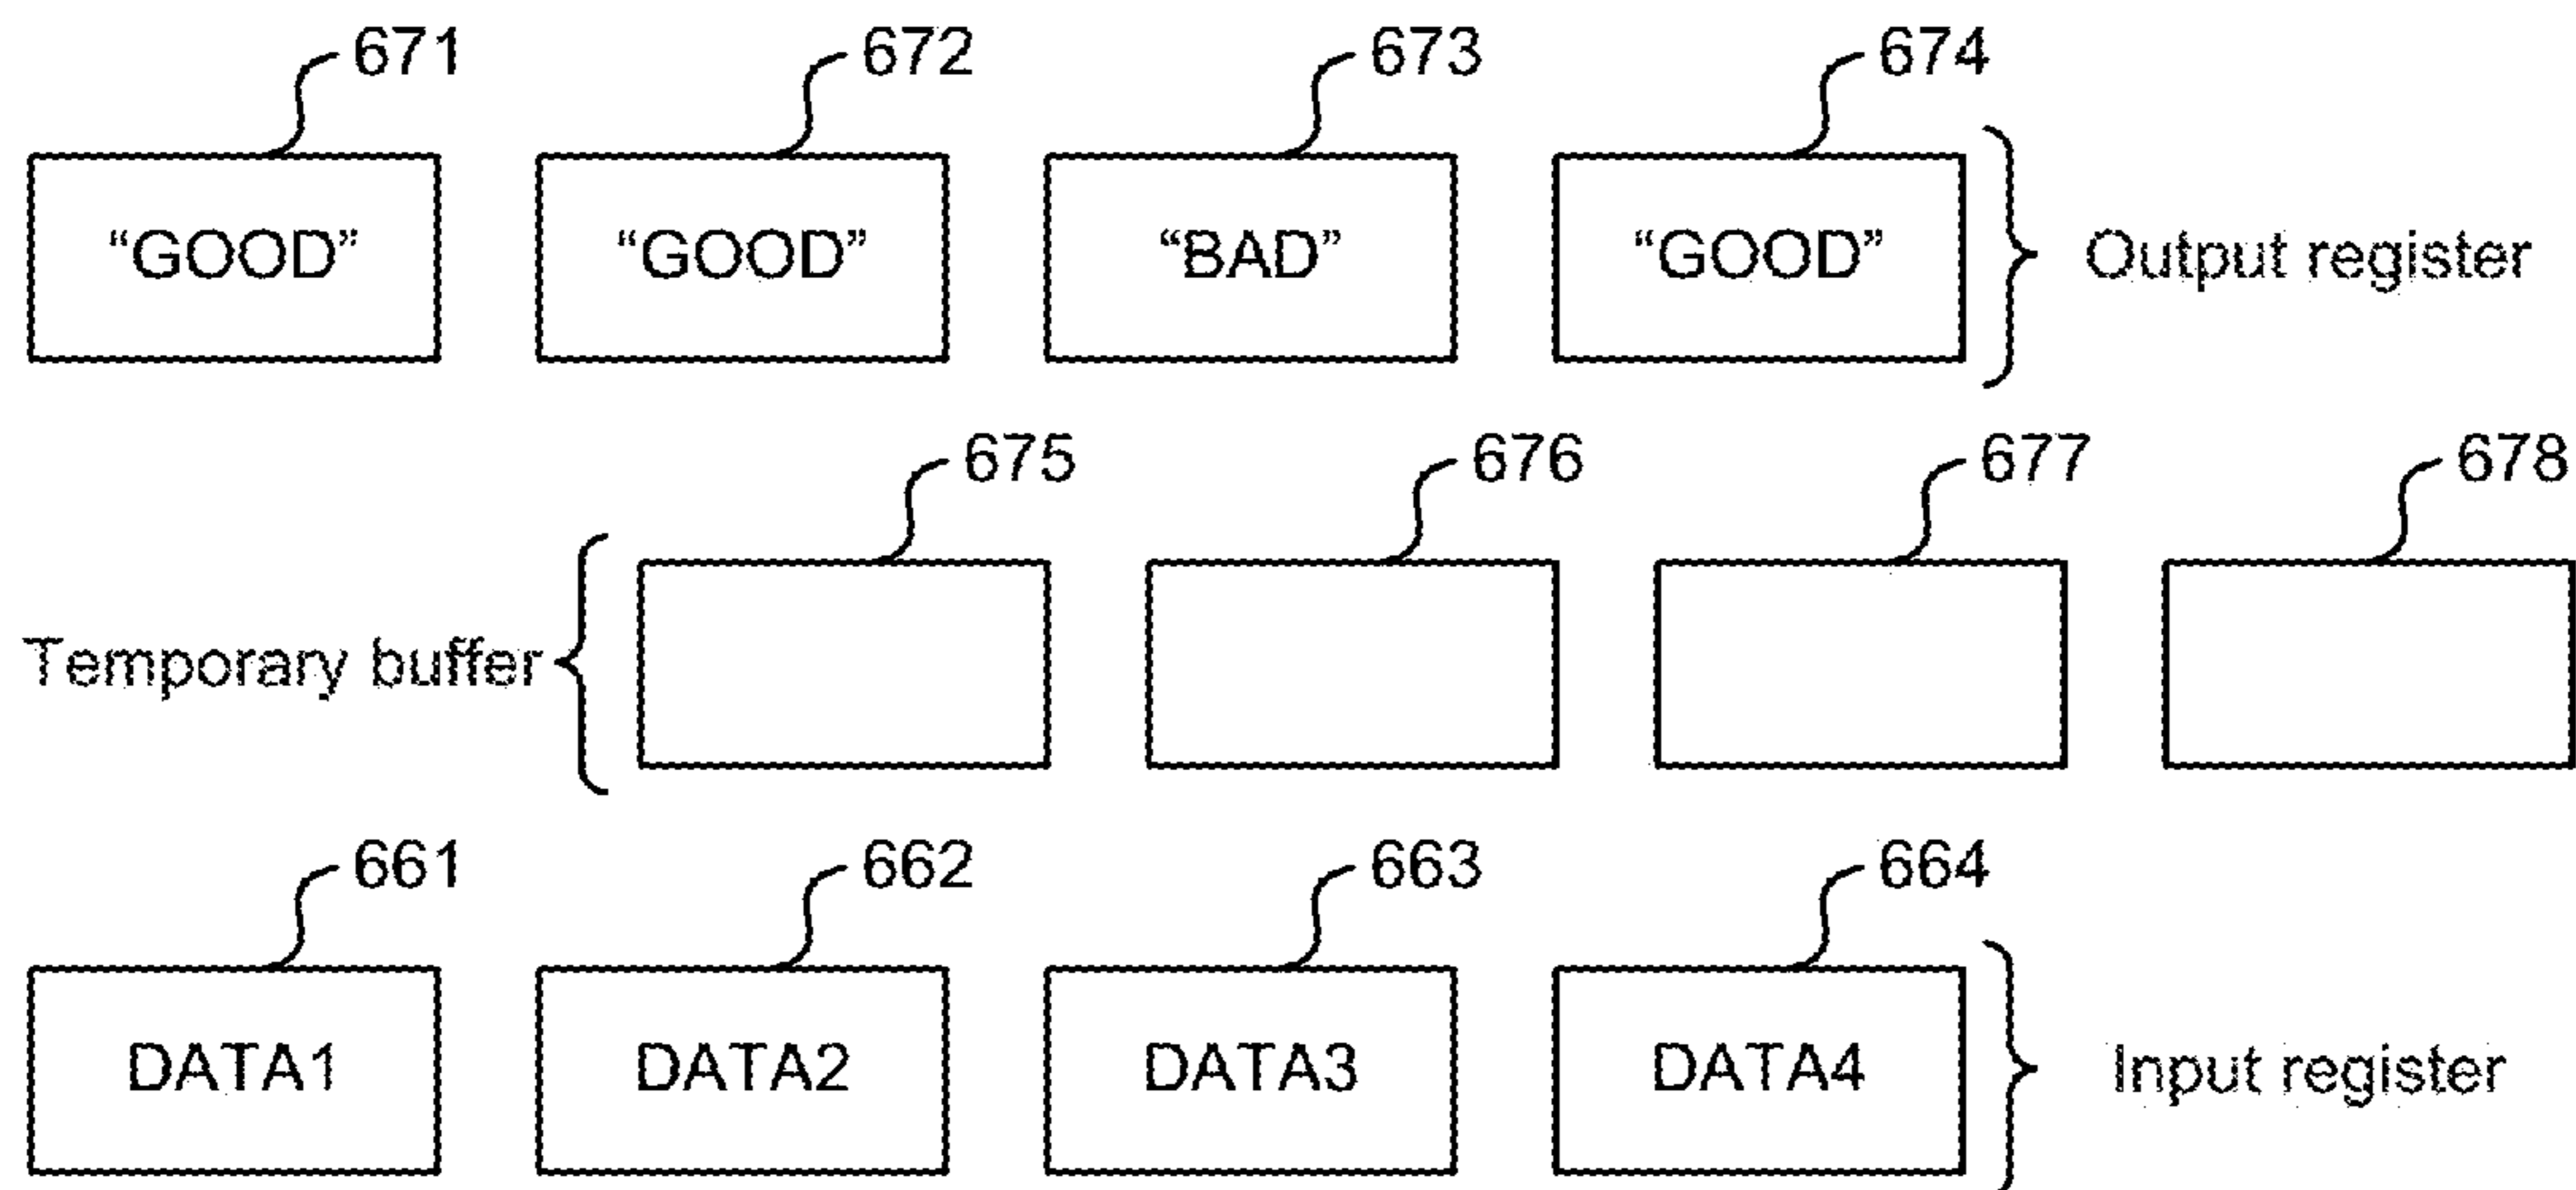 671 672 673 674
“GOOD” “GOOD” “BAD” “GOOD” Output register
675 676 677 678
Temporary buffer
661 662 663 664
DATA1 DATA2 DATA3 DATA4 Input register